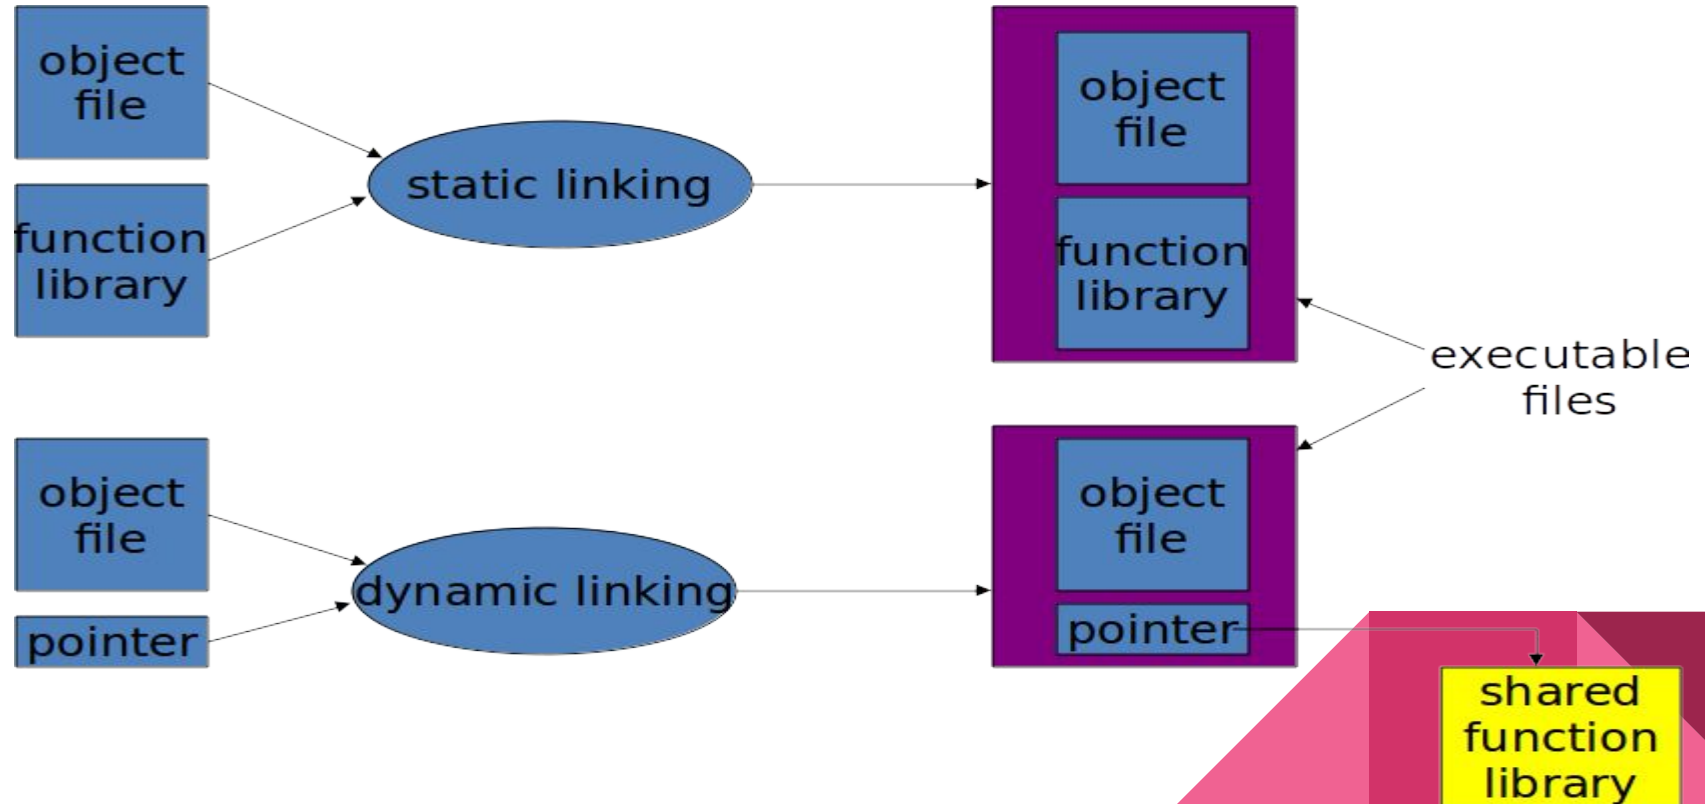 object
file
function
library
static linking
object
file
function
library
executable
files
object
file
pointer
dynamic linking
object
file
pointer
shared
function
library